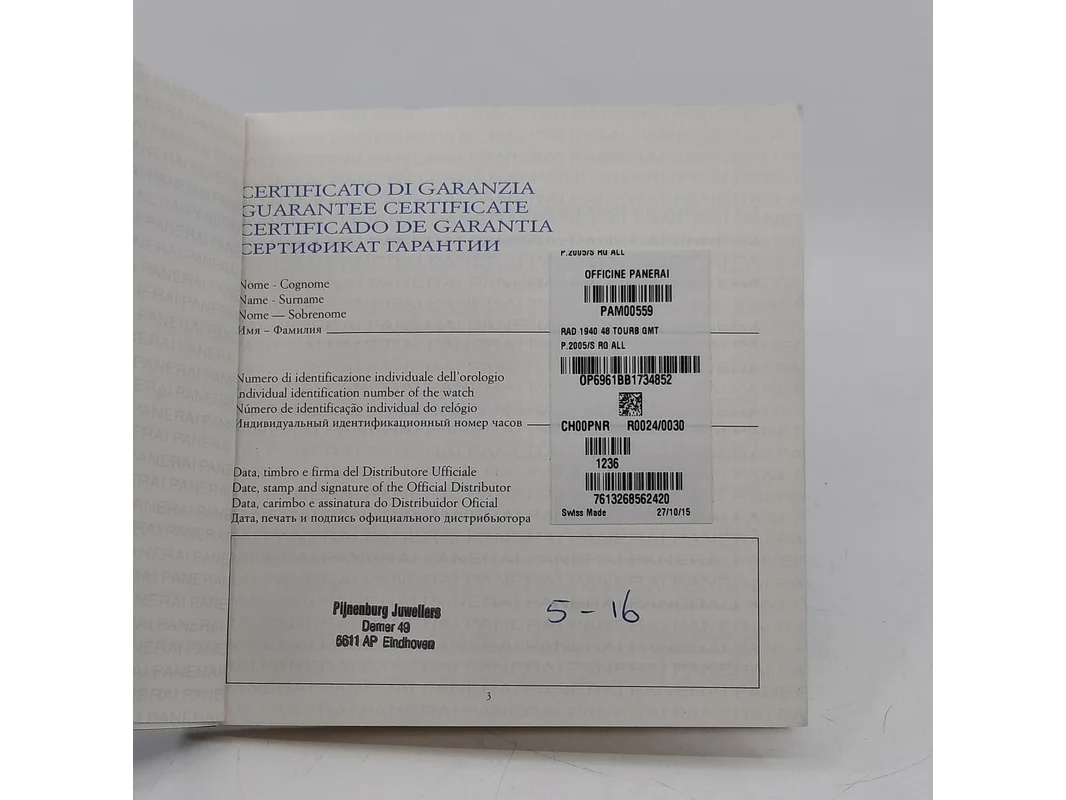 CERTIFICATO DI GARANZIA
GUARANTEE CERTIFICATE
CERTIFICADO DE GARANTIA
СЕРТИФИКАТ ГАРАНТИИ
Nome - Cognome
Name - Surname
Nome — Sobrenome
Имя – Фамилия
Numero di identificazione individuale dell'orologio
Individual identification number of the watch
Número de identificação individual do relógio
Индивидуальный идентификационный номер часов
Data, timbro e firma del Distributore Ufficiale
Date, stamp and signature of the Official Distributor
Data, carimbo e assinatura do Distribuidor Oficial
Дата, печать и подпись официального дистрибьютора
P.2005/S RG ALL
OFFICINE PANERAI
PAM00559
RAD 1940 48 TOURB GMT
P.2005/S RG ALL
OP6961BB1734852
CH00PNR R0024/0030
1236
7613268562420
Swiss Made 27/10/15
Pijnenburg Juweliers
Demer 49
5611 AP Eindhoven
5-16
3